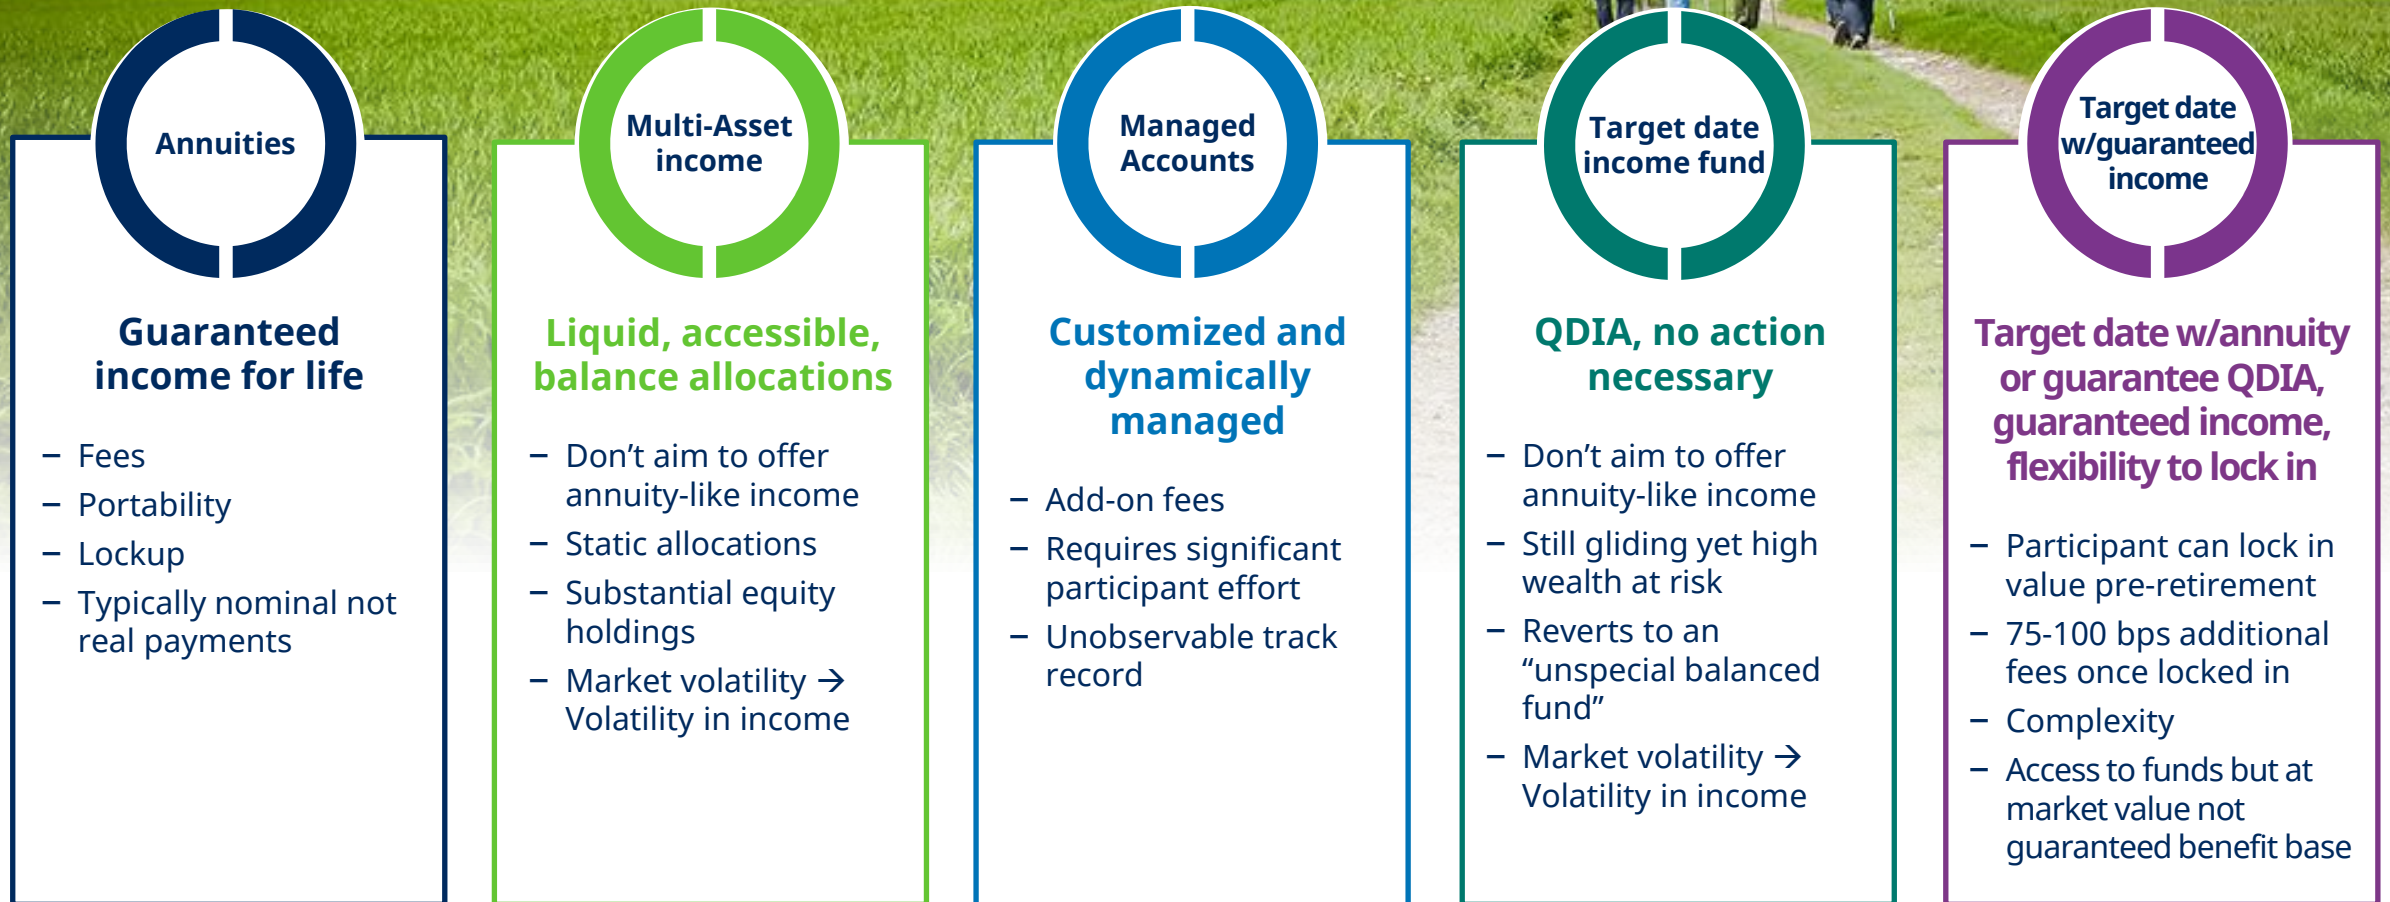 Annuities
Guaranteed
income for life
– Fees
– Portability
– Lockup
– Typically nominal not
real payments
Multi-Asset
income
Liquid, accessible,
balance allocations
– Don’t aim to offer
annuity-like income
– Static allocations
– Substantial equity
holdings
– Market volatility →
Volatility in income
Managed
Accounts
Customized and
dynamically
managed
– Add-on fees
– Requires significant
participant effort
– Unobservable track
record
Target date
income fund
QDIA, no action
necessary
– Don’t aim to offer
annuity-like income
– Still gliding yet high
wealth at risk
– Reverts to an
“unspecial balanced
fund”
– Market volatility →
Volatility in income
Target date
w/guaranteed
income
Target date w/annuity
or guarantee QDIA,
guaranteed income,
flexibility to lock in
– Participant can lock in
value pre-retirement
– 75-100 bps additional
fees once locked in
– Complexity
– Access to funds but at
market value not
guaranteed benefit base